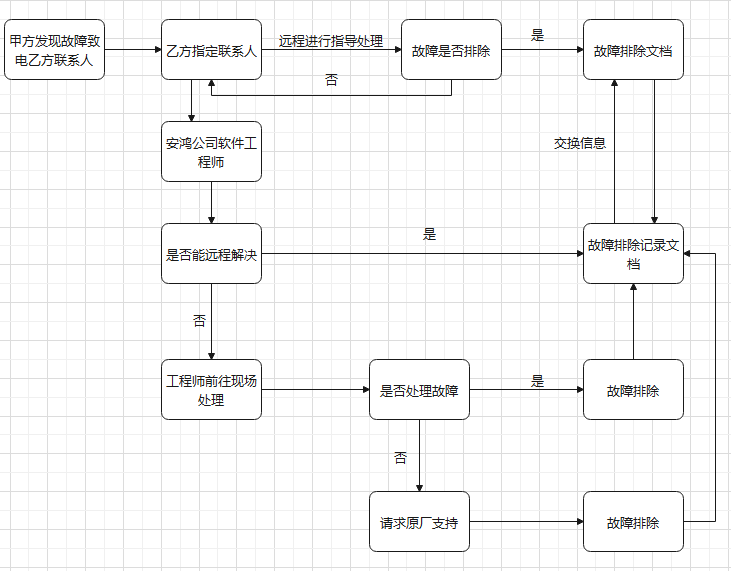 甲方发现故障致
电乙方联系人
乙方指定联系人
远程进行指导处理
故障是否排除
是
故障排除文档
否
安鸿公司软件工
程师
交换信息
是否能远程解决
是
故障排除记录文
档
否
工程师前往现场
处理
是否处理故障
是
故障排除
否
请求原厂支持
故障排除